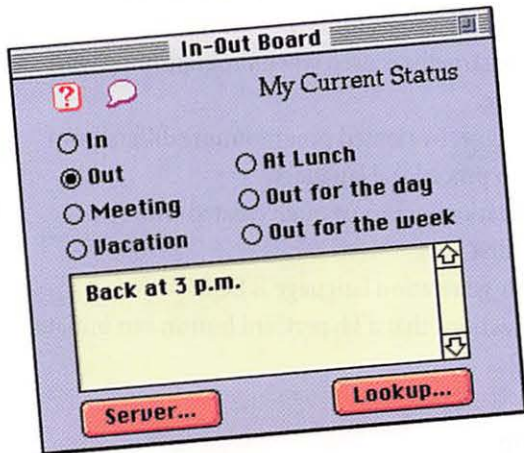 In-Out Board
? My Current Status
In
Out
Meeting
Vacation
At Lunch
Out for the day
Out for the week
Back at 3 p.m.
Server...
Lookup...